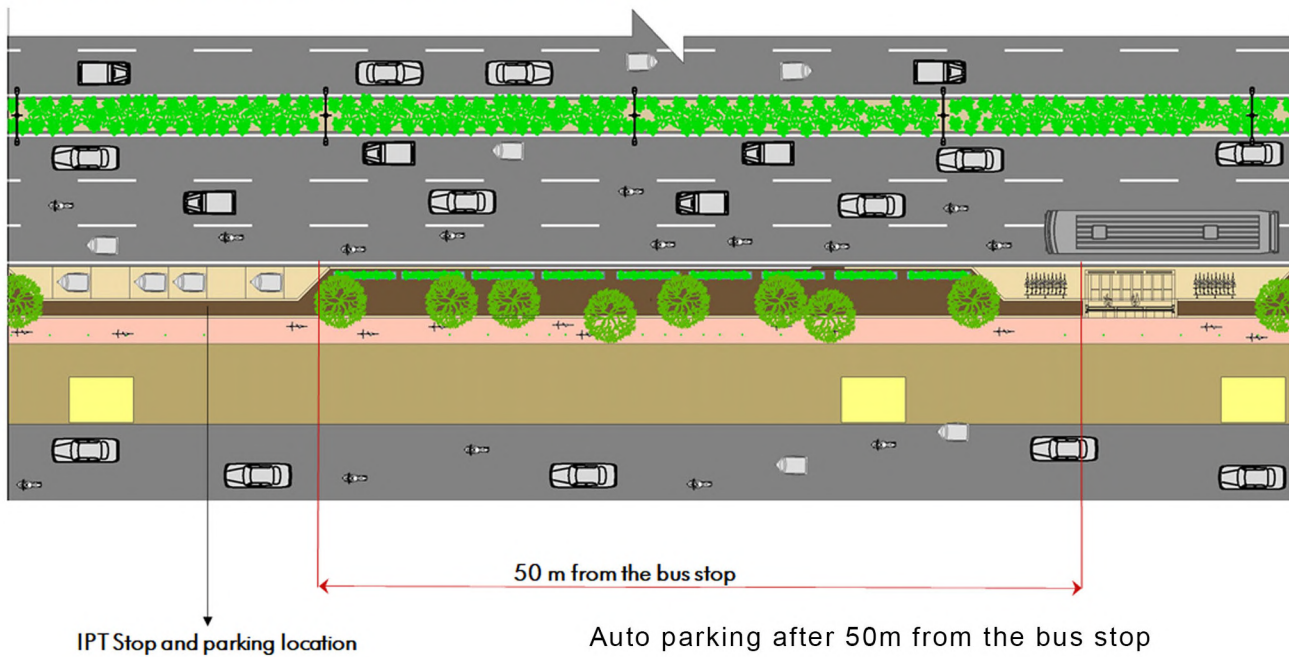 50 m from the bus stop
IPT Stop and parking location
Auto parking after 50m from the bus stop